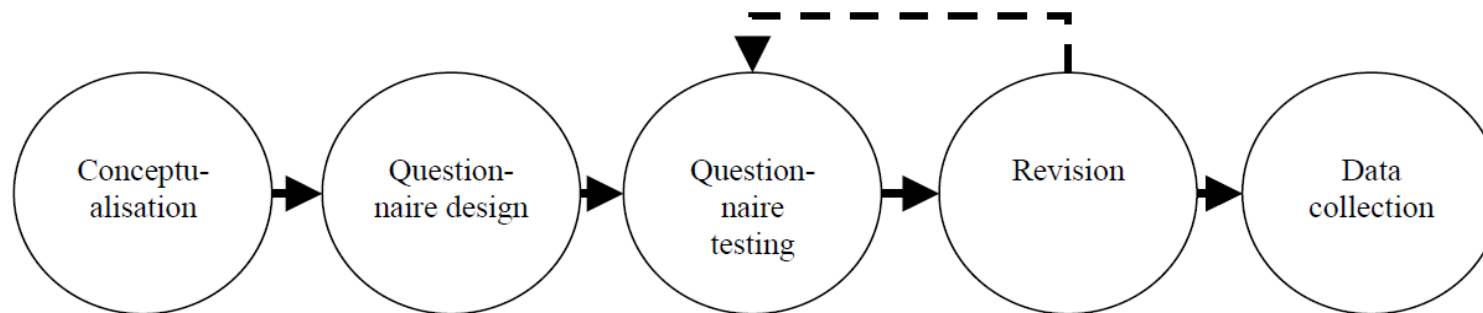 Conceptu-
alisation
Question-
naire design
Question-
naire
testing
Revision
Data
collection